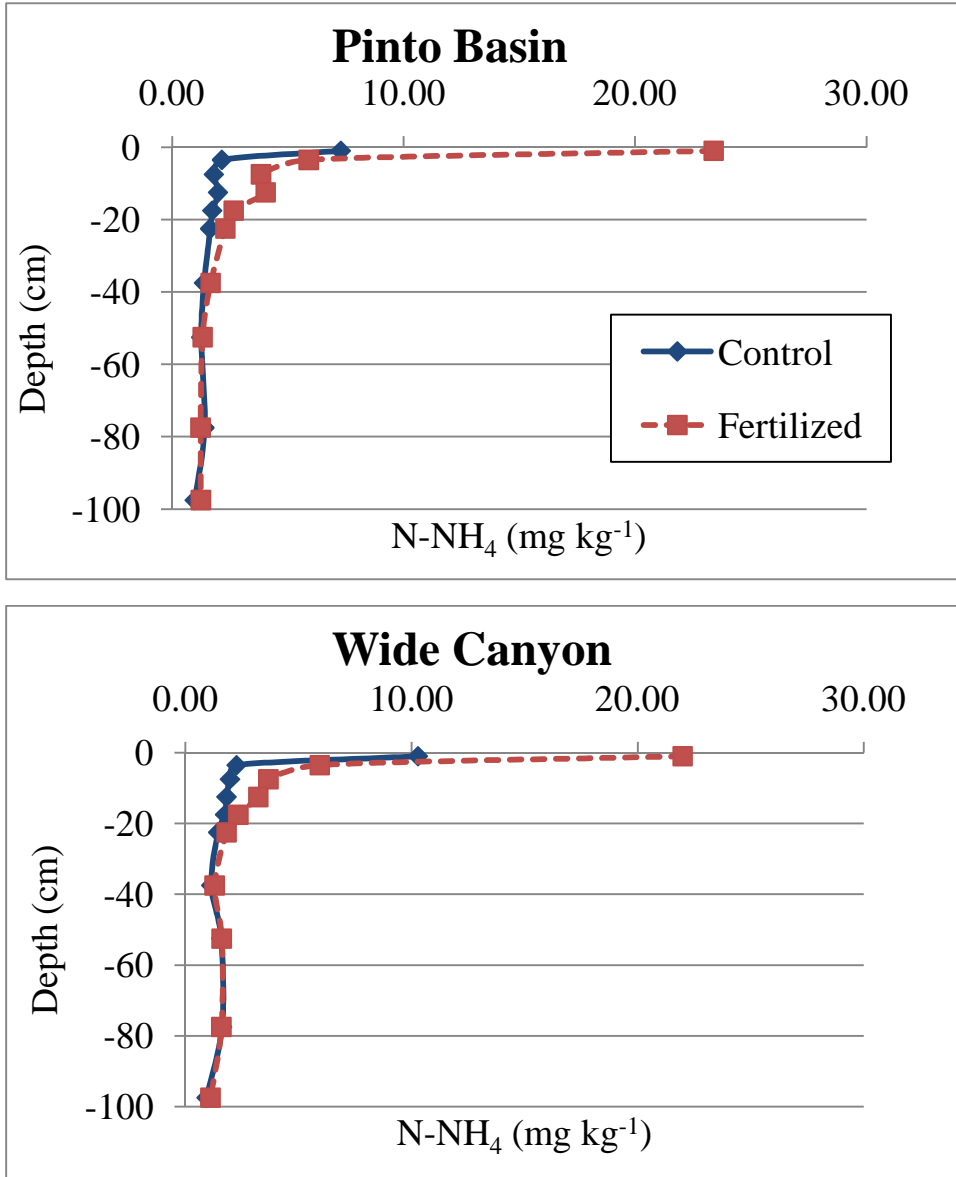 Pinto Basin
0.00 10.00 20.00 30.00
0
-20
-40
-60
-80
-100
Depth (cm)
Control
Fertilized
N-NH₄ (mg kg⁻¹)
Wide Canyon
0.00 10.00 20.00 30.00
0
-20
-40
-60
-80
-100
Depth (cm)
N-NH₄ (mg kg⁻¹)